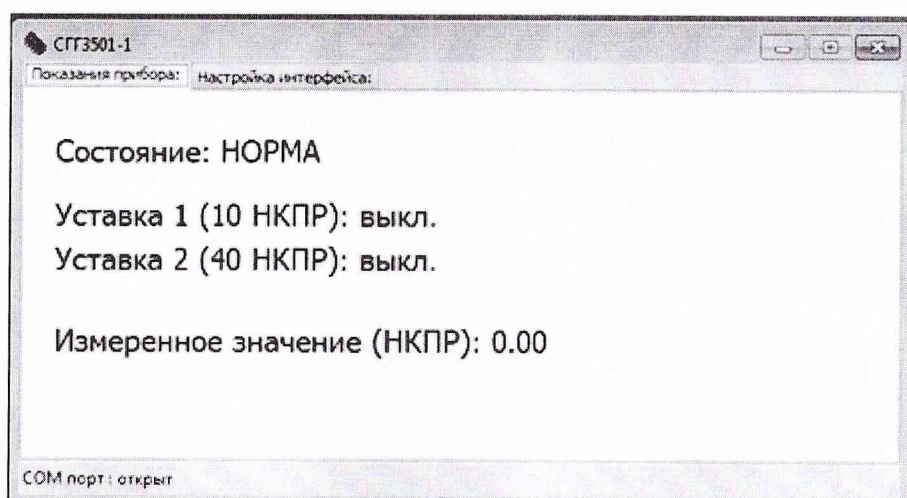 СГГ3501-1
Показания прибора: Настройка интерфейса:
Состояние: НОРМА
Уставка 1 (10 НКПР): выкл.
Уставка 2 (40 НКПР): выкл.
Измеренное значение (НКПР): 0.00
COM порт : открыт